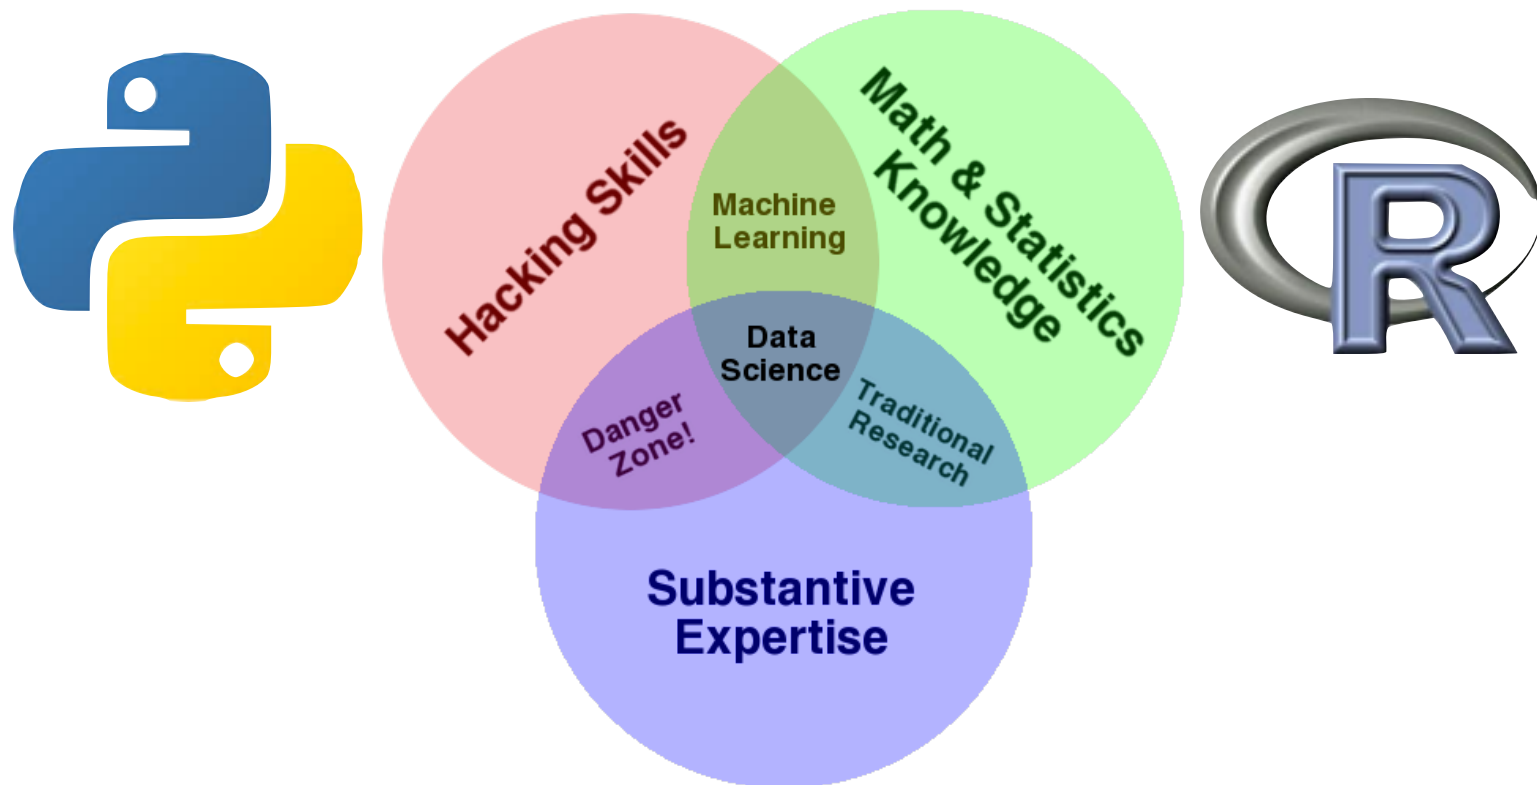 Hacking Skills
Math & Statistics
Knowledge
Machine
Learning
Data
Science
Danger
Zone!
Traditional
Research
Substantive
Expertise
R